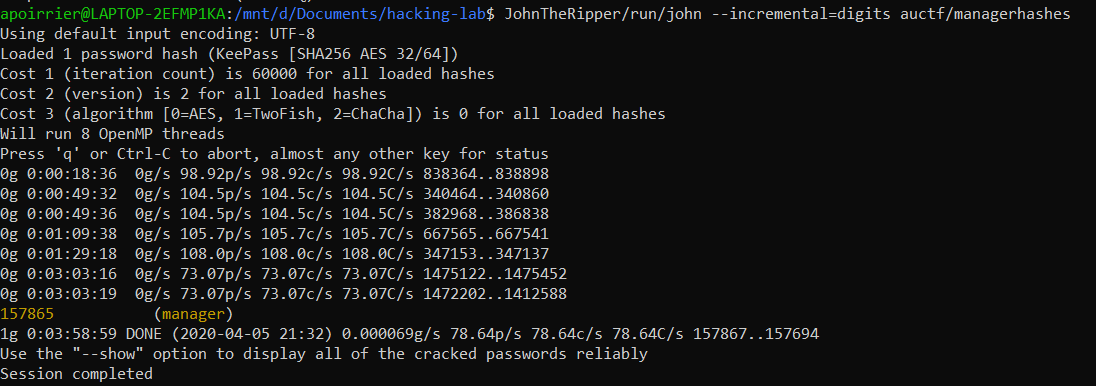 apoirrier@LAPTOP-2EFMP1KA:/mnt/d/Documents/hacking-lab$ JohnTheRipper/run/john --incremental=digits auctf/managerhashes
Using default input encoding: UTF-8
Loaded 1 password hash (KeePass [SHA256 AES 32/64])
Cost 1 (iteration count) is 60000 for all loaded hashes
Cost 2 (version) is 2 for all loaded hashes
Cost 3 (algorithm [0=AES, 1=TwoFish, 2=ChaCha]) is 0 for all loaded hashes
Will run 8 OpenMP threads
Press 'q' or Ctrl-C to abort, almost any other key for status
0g 0:00:18:36  0g/s 98.92p/s 98.92c/s 98.92C/s 838364..838898
0g 0:00:49:32  0g/s 104.5p/s 104.5c/s 104.5C/s 340464..340860
0g 0:00:49:36  0g/s 104.5p/s 104.5c/s 104.5C/s 382968..386838
0g 0:01:09:38  0g/s 105.7p/s 105.7c/s 105.7C/s 667565..667541
0g 0:01:29:18  0g/s 108.0p/s 108.0c/s 108.0C/s 347153..347137
0g 0:03:03:16  0g/s 73.07p/s 73.07c/s 73.07C/s 1475122..1475452
0g 0:03:03:19  0g/s 73.07p/s 73.07c/s 73.07C/s 1472202..1412588
157865           (manager)
1g 0:03:58:59 DONE (2020-04-05 21:32) 0.000069g/s 78.64p/s 78.64c/s 78.64C/s 157867..157694
Use the "--show" option to display all of the cracked passwords reliably
Session completed